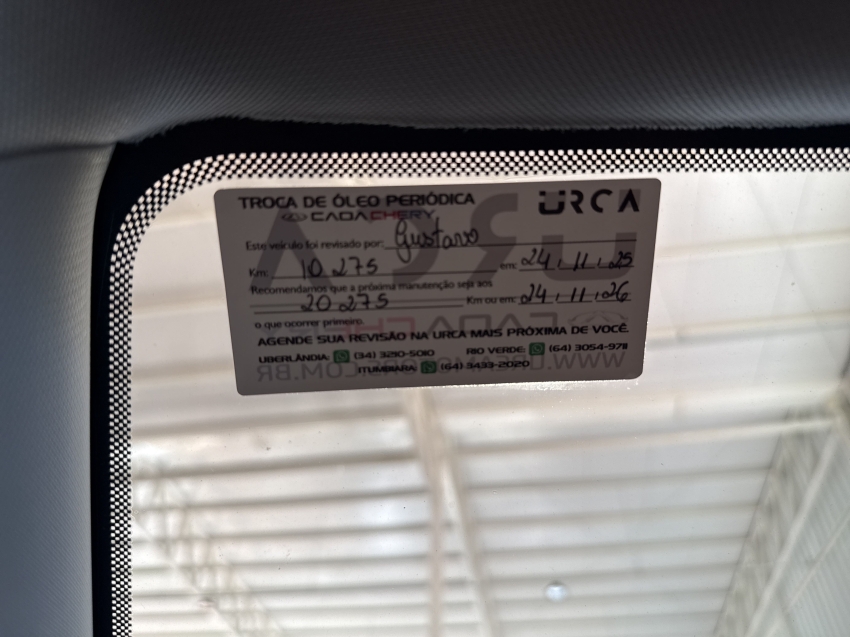 TROCA DE ÓLEO PERIÓDICA
URCA
CAOA CHERY
Este veículo foi revisado por: Gustavo
Km: 10.275 em: 24.11.25
Recomendamos que a próxima manutenção seja aos
20.275 Km ou em: 24.11.26
o que ocorrer primeiro.
AGENDE SUA REVISÃO NA URCA MAIS PRÓXIMA DE VOCÊ.
UBERLÂNDIA: (34) 3210-5010 RIO VERDE: (64) 3054-9711
ITUMBIARA: (64) 3433-2020